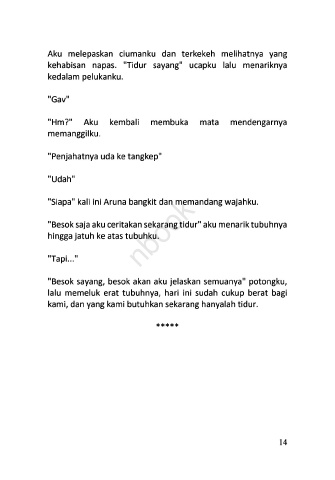 Aku melepaskan ciumanku dan terkekeh melihatnya yang
kehabisan napas. "Tidur sayang" ucapku lalu menariknya
kedalam pelukanku.
"Gav"
"Hm?" Aku kembali membuka mata mendengarnya
memanggilku.
"Penjahatnya uda ke tangkep"
"Udah"
"Siapa" kali ini Aruna bangkit dan memandang wajahku.
"Besok saja aku ceritakan sekarang tidur" aku menarik tubuhnya
hingga jatuh ke atas tubuhku.
"Tapi..."
"Besok sayang, besok akan aku jelaskan semuanya" potongku,
lalu memeluk erat tubuhnya, hari ini sudah cukup berat bagi
kami, dan yang kami butuhkan sekarang hanyalah tidur.
*****
nbook
14